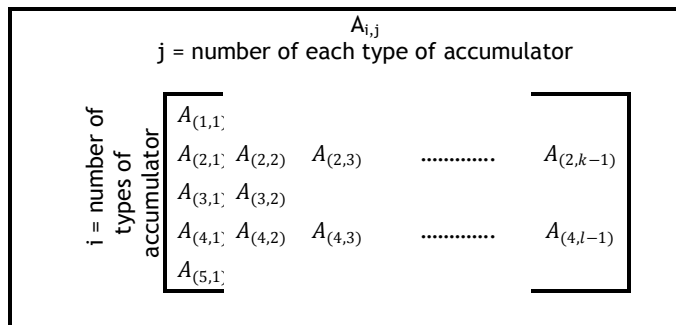 A_{i,j}
j = number of each type of accumulator
i = number of
types of
accumulator
A_{(1,1)}
A_{(2,1)} A_{(2,2)} A_{(2,3)} ............. A_{(2,k−1)}
A_{(3,1)} A_{(3,2)}
A_{(4,1)} A_{(4,2)} A_{(4,3)} ............. A_{(4,l−1)}
A_{(5,1)}